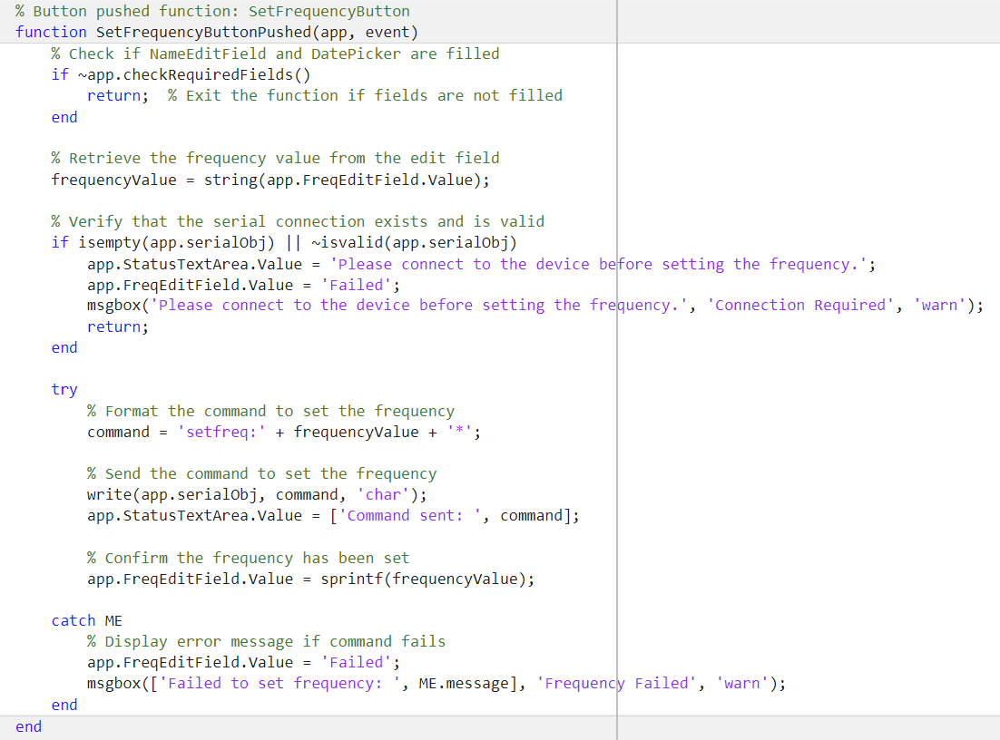 % Button pushed function: SetFrequencyButton
function SetFrequencyButtonPushed(app, event)
    % Check if NameEditField and DatePicker are filled
    if ~app.checkRequiredFields()
        return;  % Exit the function if fields are not filled
    end

    % Retrieve the frequency value from the edit field
    frequencyValue = string(app.FreqEditField.Value);

    % Verify that the serial connection exists and is valid
    if isempty(app.serialObj) || ~isvalid(app.serialObj)
        app.StatusTextArea.Value = 'Please connect to the device before setting the frequency.';
        app.FreqEditField.Value = 'Failed';
        msgbox('Please connect to the device before setting the frequency.', 'Connection Required', 'warn');
        return;
    end

    try
        % Format the command to set the frequency
        command = 'setfreq:' + frequencyValue + '*';

        % Send the command to set the frequency
        write(app.serialObj, command, 'char');
        app.StatusTextArea.Value = ['Command sent: ', command];

        % Confirm the frequency has been set
        app.FreqEditField.Value = sprintf(frequencyValue);

    catch ME
        % Display error message if command fails
        app.FreqEditField.Value = 'Failed';
        msgbox(['Failed to set frequency: ', ME.message], 'Frequency Failed', 'warn');
    end
end